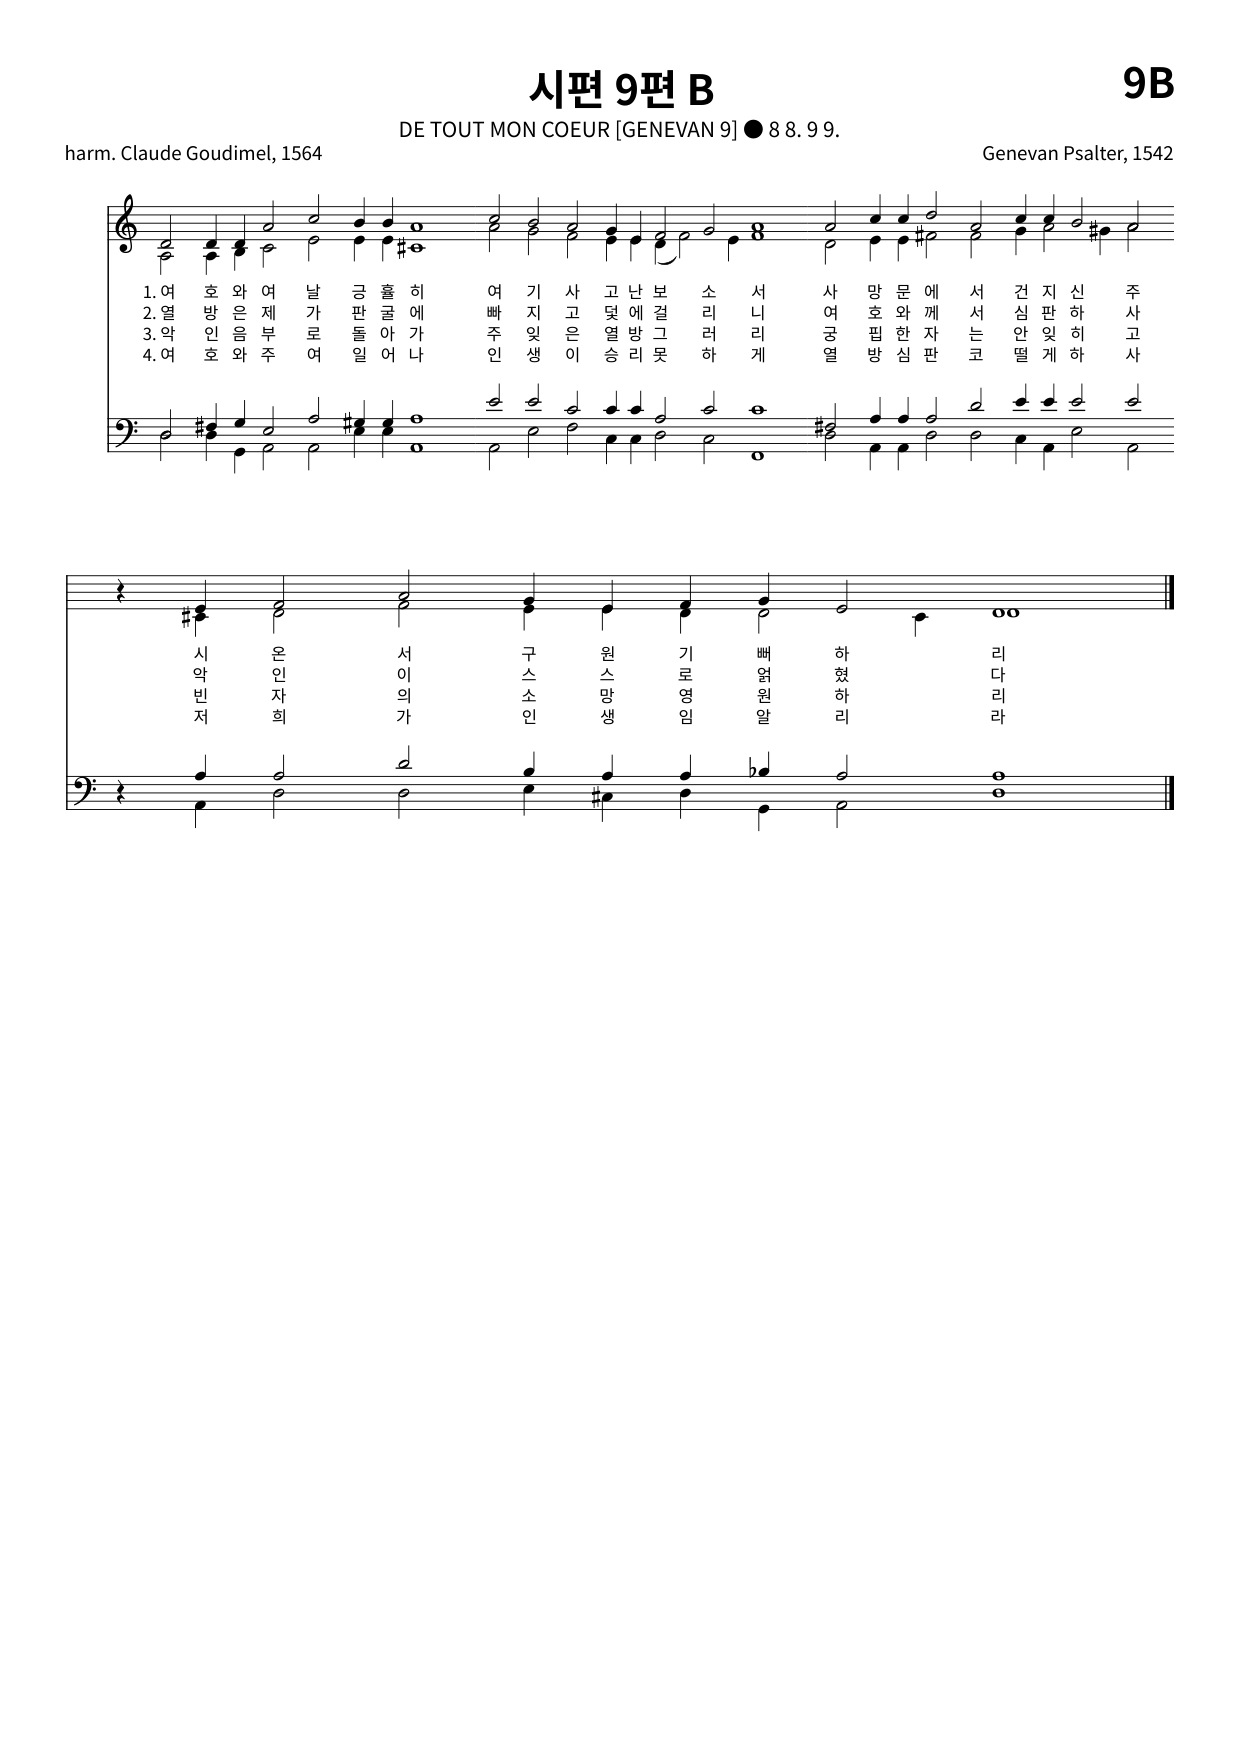 시편 9편 B
9B
DE TOUT MON COEUR [GENEVAN 9] ● 8 8. 9 9.
harm. Claude Goudimel, 1564
Genevan Psalter, 1542
1. 여 호 와 여 날 긍 휼 히 여 기 사 고 난 보 소 서 사 망 문 에 서 건 지 신 주
2. 열 방 은 제 가 판 굴 에 빠 지 고 덫 에 걸 리 니 여 호 와 께 서 심 판 하 사
3. 악 인 음 부 로 돌 아 가 주 잊 은 열 방 그 러 리 궁 핍 한 자 는 안 잊 히 고
4. 여 호 와 주 여 일 어 나 인 생 이 승 리 못 하 게 열 방 심 판 코 떨 게 하 사
시 온 서 구 원 기 뻐 하 리
악 인 이 스 스 로 얽 혔 다
빈 자 의 소 망 영 원 하 리
저 희 가 인 생 임 알 리 라